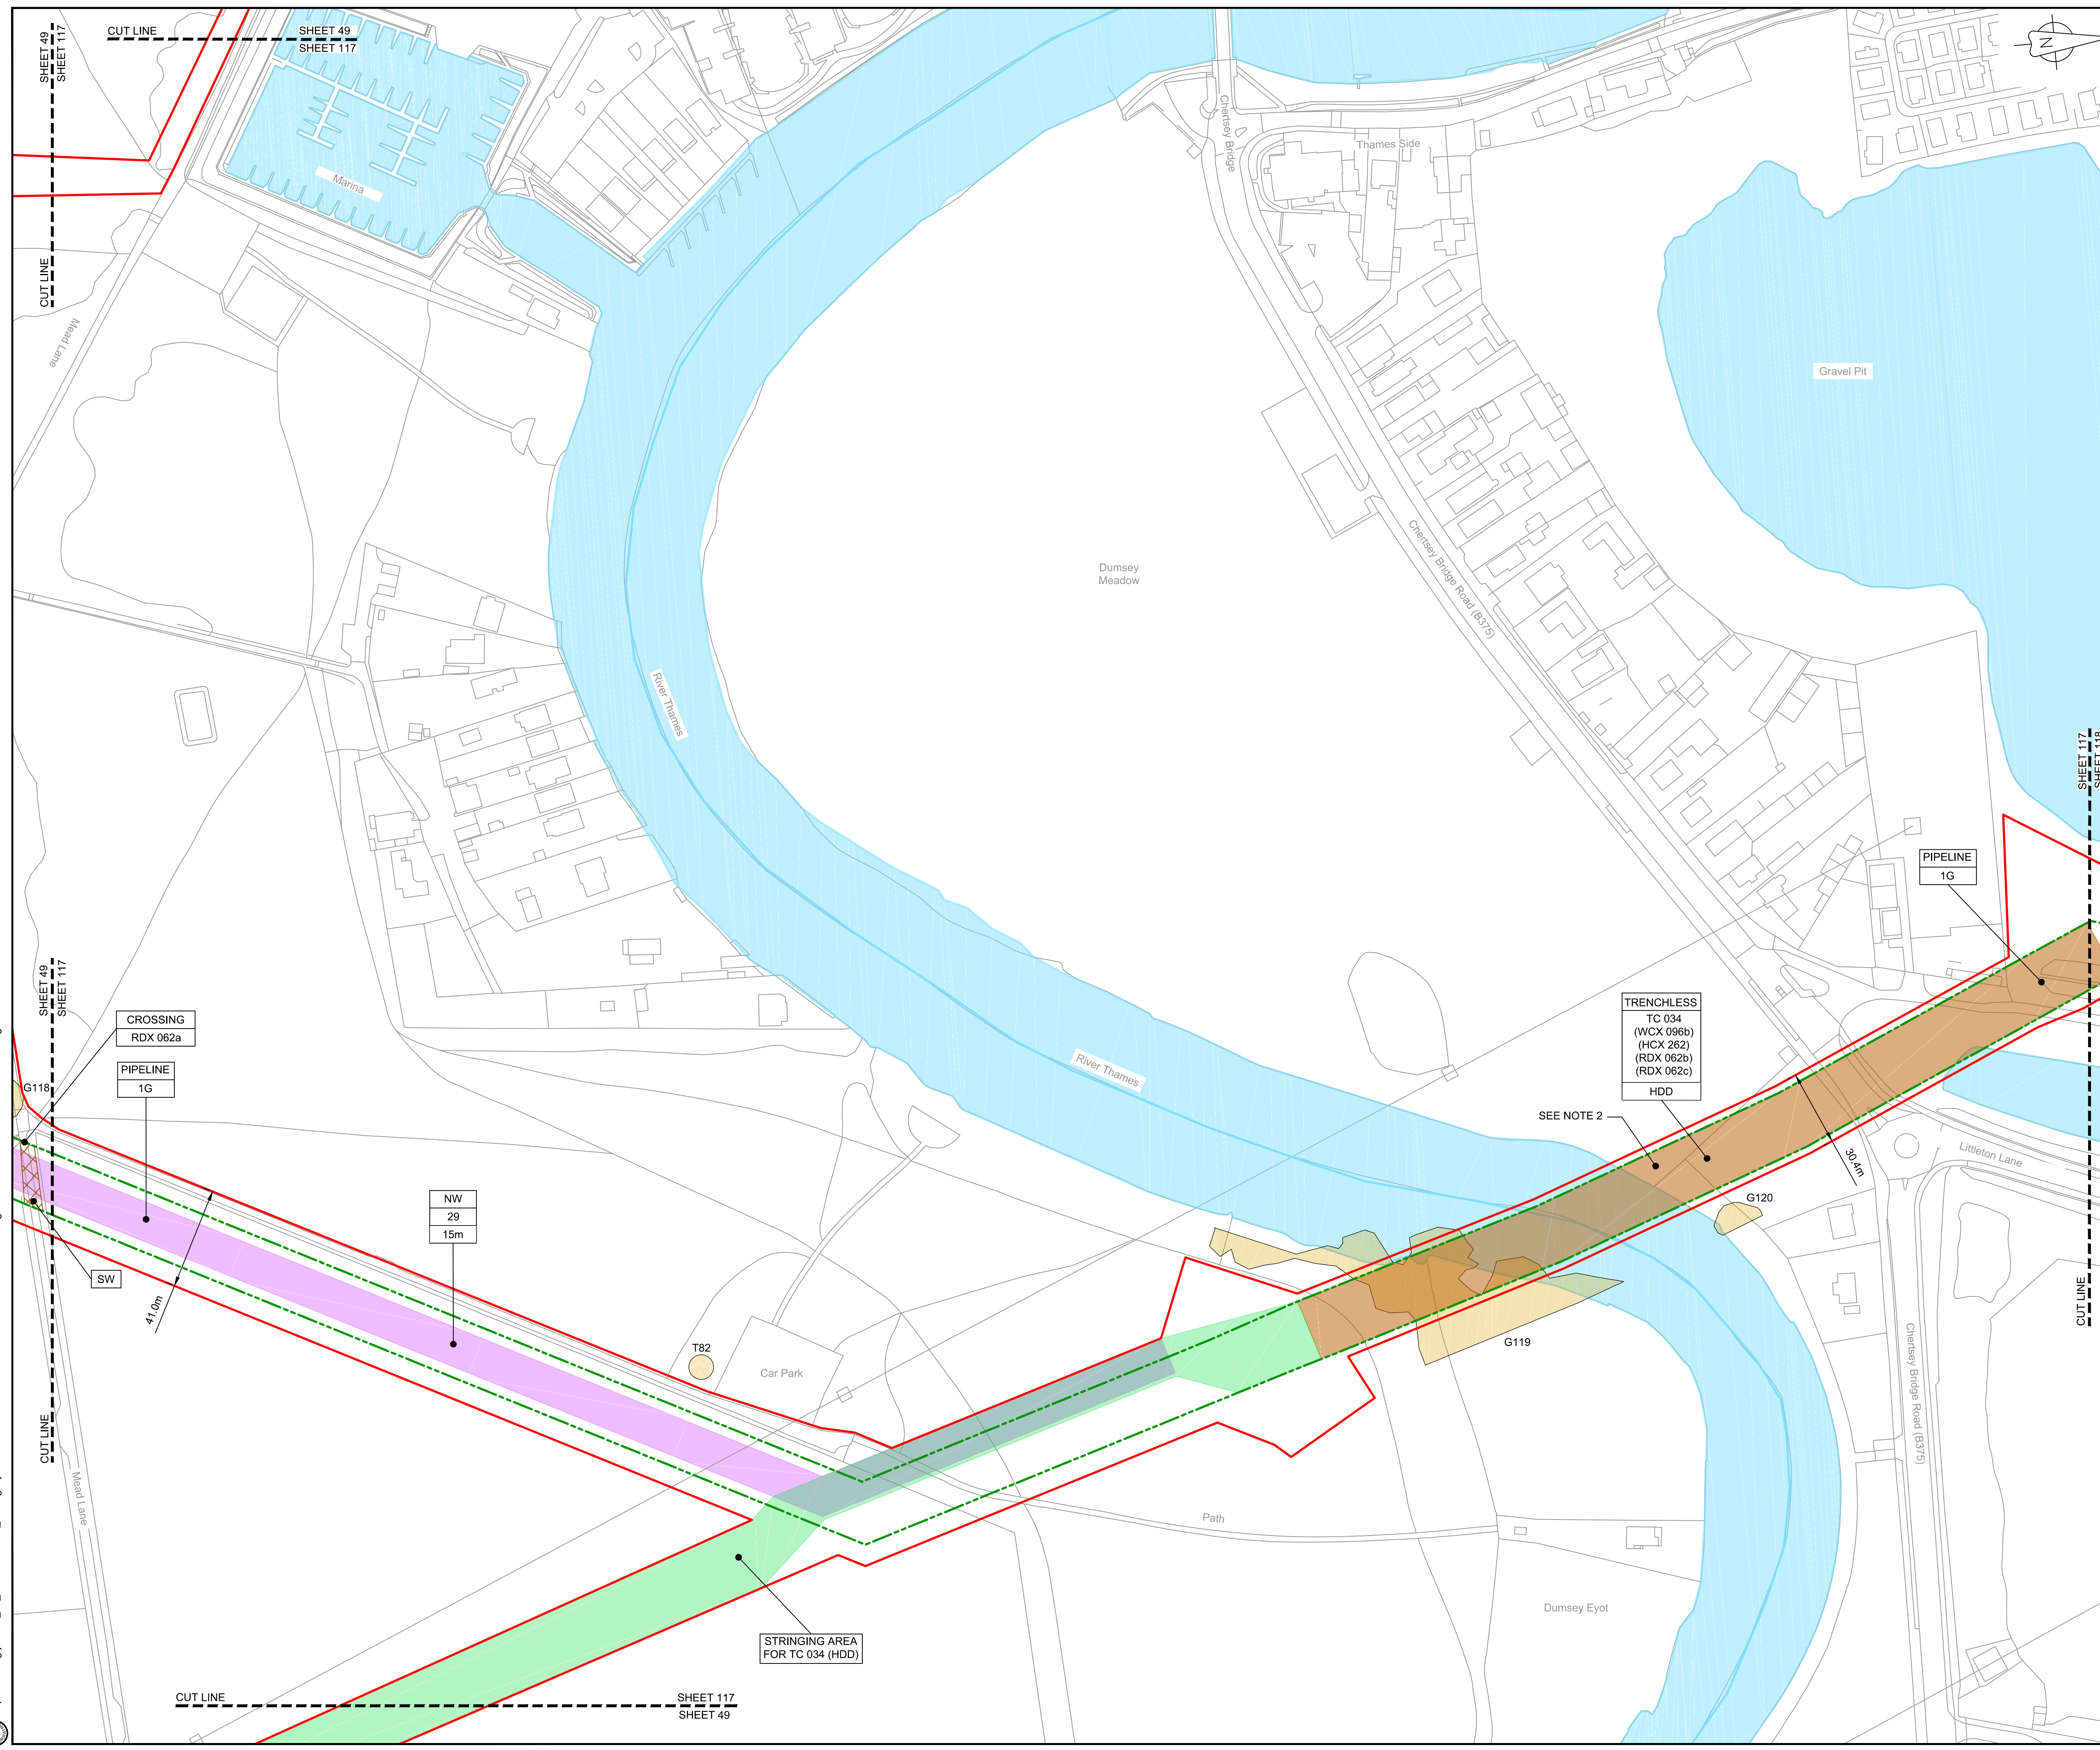 SHEET 49
SHEET 117
CUT LINE
CUT LINE
SHEET 49
SHEET 117
N
Marina
Mead Lane
Chertsey Bridge
Thames Side
Gravel Pit
Dumsey
Meadow
Chertsey Bridge Road (B375)
River Thames
SHEET 117
SHEET 118
PIPELINE
1G
SHEET 49
SHEET 117
CROSSING
RDX 062a
PIPELINE
1G
G118
River Thames
TRENCHLESS
TC 034
(WCX 096b)
(HCX 262)
(RDX 062b)
(RDX 062c)
HDD
SEE NOTE 2
30.4m
Littleton Lane
G120
NW
29
15m
SW
41.0m
T82
Car Park
G119
CUT LINE
Chertsey Bridge Road (B375)
CUT LINE
Mead Lane
Path
Dumsey Eyot
STRINGING AREA
FOR TC 034 (HDD)
CUT LINE
SHEET 117
SHEET 49